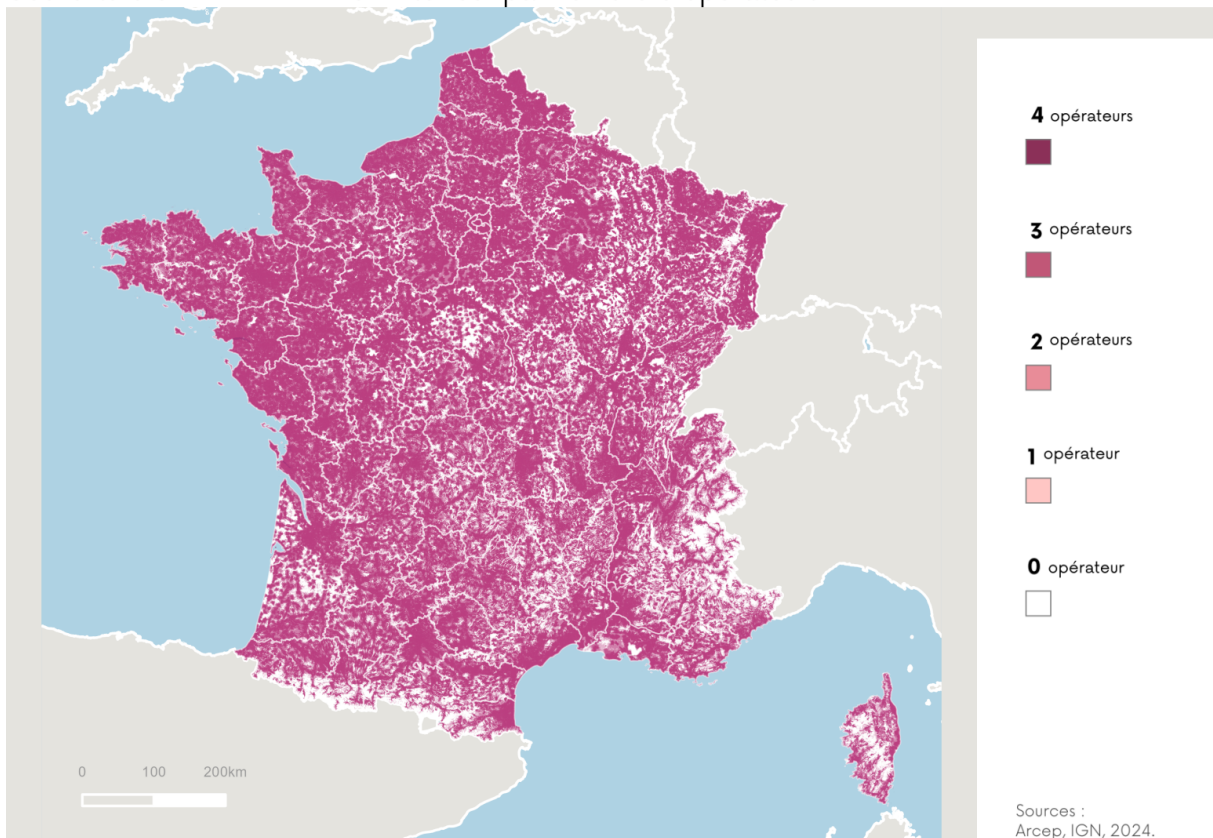 4 opérateurs
3 opérateurs
2 opérateurs
1 opérateur
0 opérateur
0 100 200km
Sources :
Arcep, IGN, 2024.